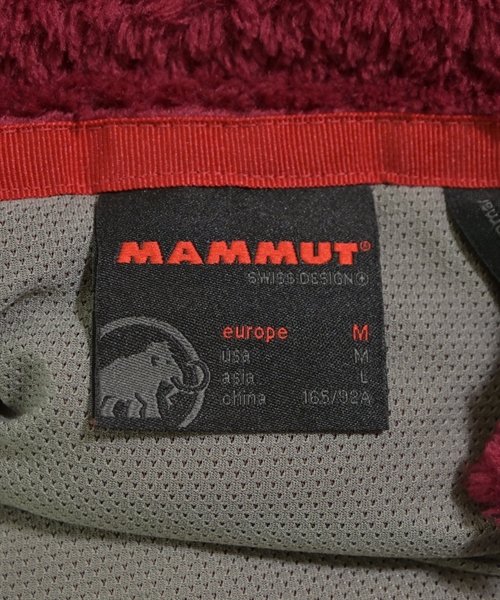 MAMMUT®
SWISS DESIGN
europe M
usa M
asia L
china 165/92A